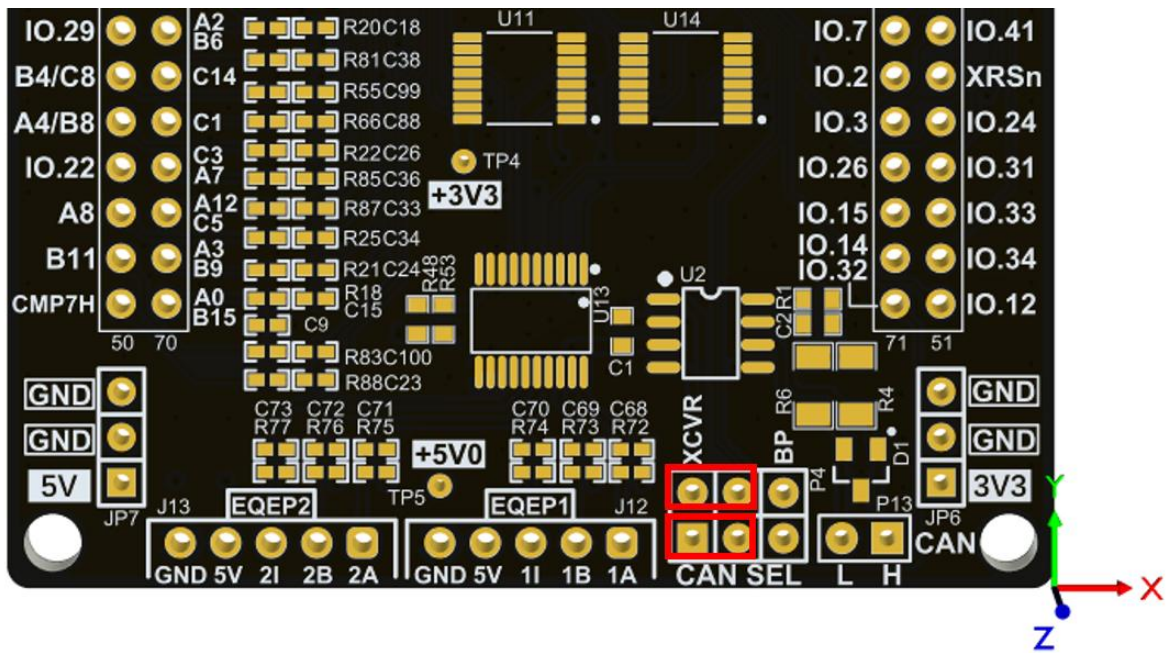 U11 U14
IO.29 A2 R20C18 IO.7 IO.41
B6
R81C38
B4/C8 C14 IO.2 XRSn
R55C99
A4/B8 C1 R66C88 IO.3 IO.24
C3 R22C26
IO.22 TP4 IO.26 IO.31
A7 R85C36
+3V3
A12 R87C33
A8 IO.15 IO.33
C5
R25C34
A3 IO.14
B11 IO.34
B9 R21C24 R48 R53 U2 IO.32
A0 R18 U13 R1
CMP7H IO.12
B15 C15 C2
C9
50 70 71 51
R83C100 C1
R88C23
GND R6 R4 GND
C73 C72 C71 C70 C69 C68
R77 R76 R75 R74 R73 R72 XCVR BP
GND +5V0 D1 GND
P4
5V TP5 3V3
JP7 J13 EQEP2 EQEP1 J12 P13 JP6 Y
CAN
GND 5V 2I 2B 2A GND 5V 1I 1B 1A CAN SEL L H
X
Z